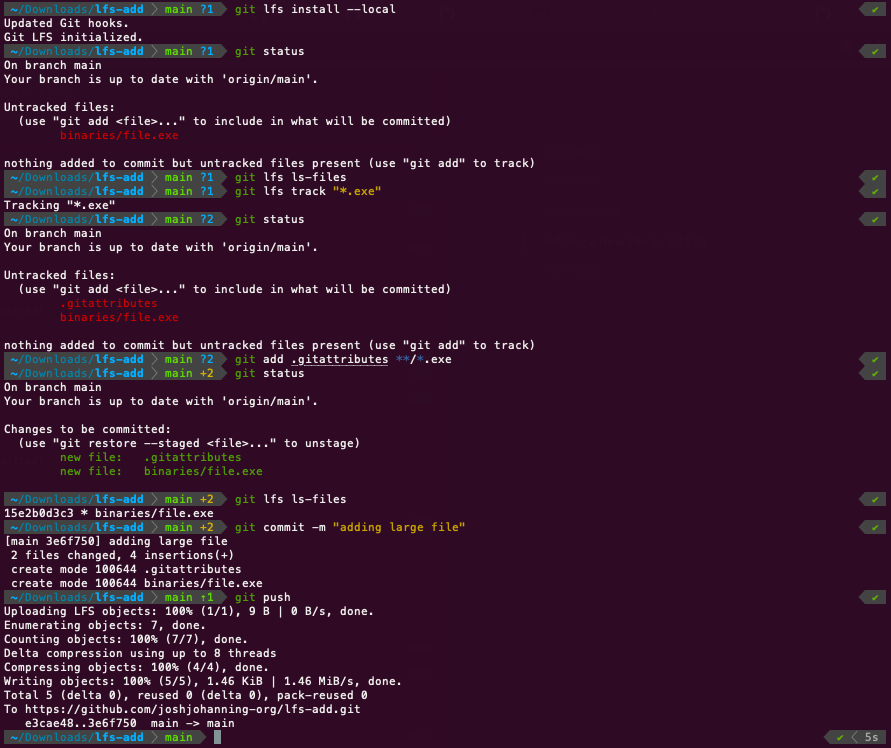 ~/Downloads/lfs-add > main ?1 git lfs install --local ✔
Updated Git hooks.
Git LFS initialized.
~/Downloads/lfs-add > main ?1 git status ✔
On branch main
Your branch is up to date with 'origin/main'.
Untracked files:
(use "git add <file>..." to include in what will be committed)
binaries/file.exe
nothing added to commit but untracked files present (use "git add" to track)
~/Downloads/lfs-add > main ?1 git lfs ls-files ✔
~/Downloads/lfs-add > main ?1 git lfs track "*.exe" ✔
Tracking "*.exe"
~/Downloads/lfs-add > main ?2 git status ✔
On branch main
Your branch is up to date with 'origin/main'.
Untracked files:
(use "git add <file>..." to include in what will be committed)
.gitattributes
binaries/file.exe
nothing added to commit but untracked files present (use "git add" to track)
~/Downloads/lfs-add > main ?2 git add .gitattributes **/*.exe ✔
~/Downloads/lfs-add > main +2 git status ✔
On branch main
Your branch is up to date with 'origin/main'.
Changes to be committed:
(use "git restore --staged <file>..." to unstage)
new file: .gitattributes
new file: binaries/file.exe
~/Downloads/lfs-add > main +2 git lfs ls-files ✔
15e2b0d3c3 * binaries/file.exe
~/Downloads/lfs-add > main +2 git commit -m "adding large file" ✔
[main 3e6f750] adding large file
2 files changed, 4 insertions(+)
create mode 100644 .gitattributes
create mode 100644 binaries/file.exe
~/Downloads/lfs-add > main ↑1 git push ✔
Uploading LFS objects: 100% (1/1), 9 B | 0 B/s, done.
Enumerating objects: 7, done.
Counting objects: 100% (7/7), done.
Delta compression using up to 8 threads
Compressing objects: 100% (4/4), done.
Writing objects: 100% (5/5), 1.46 KiB | 1.46 MiB/s, done.
Total 5 (delta 0), reused 0 (delta 0), pack-reused 0
To https://github.com/joshjohanning-org/lfs-add.git
e3cae48..3e6f750 main -> main
~/Downloads/lfs-add > main ✔ < 5s